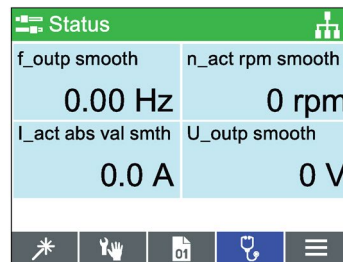 Status
f_outp smooth
n_act rpm smooth
0.00 Hz
0 rpm
I_act abs val smth
U_outp smooth
0.0 A
0 V
01